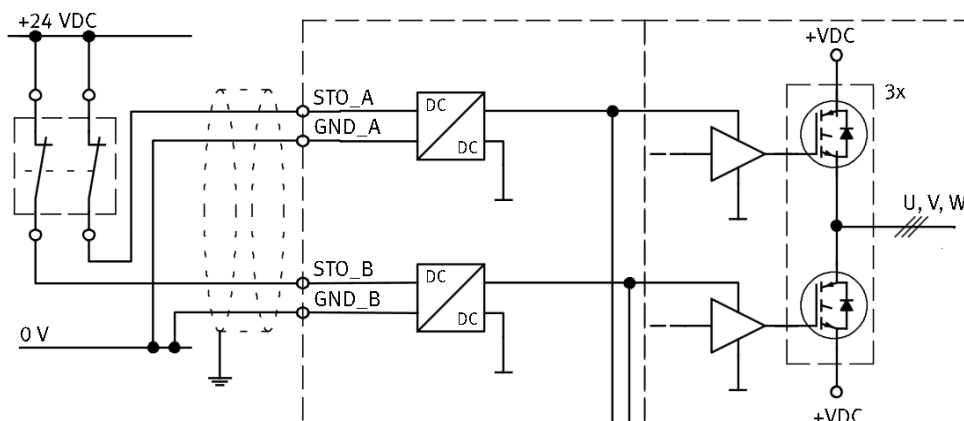 +24 VDC
+VDC
3x
STO_A
GND_A
DC
DC
U, V, W
STO_B
GND_B
DC
DC
0 V
+VDC